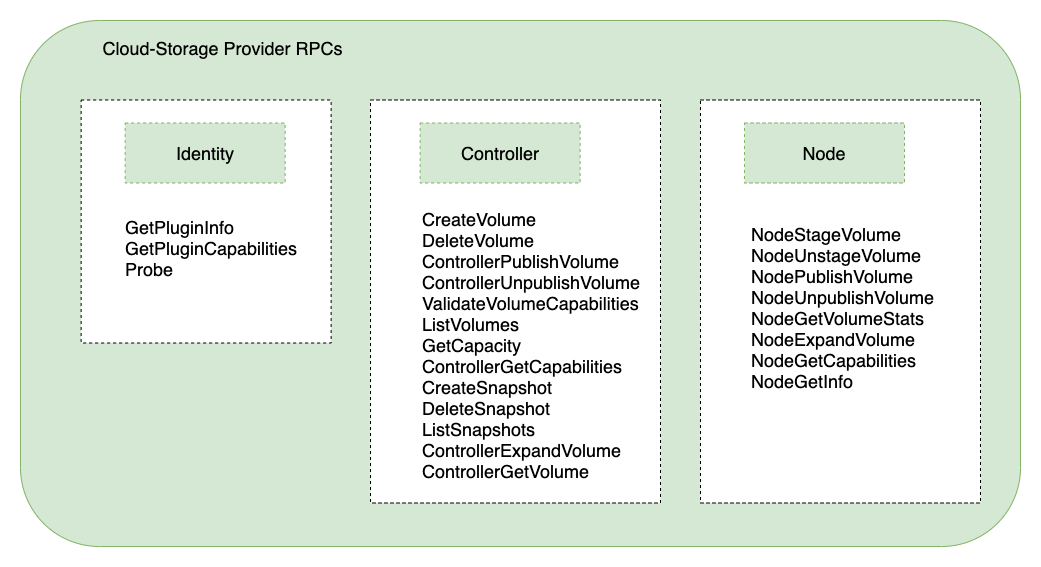 Cloud-Storage Provider RPCs
Identity
GetPluginInfo
GetPluginCapabilities
Probe
Controller
CreateVolume
DeleteVolume
ControllerPublishVolume
ControllerUnpublishVolume
ValidateVolumeCapabilities
ListVolumes
GetCapacity
ControllerGetCapabilities
CreateSnapshot
DeleteSnapshot
ListSnapshots
ControllerExpandVolume
ControllerGetVolume
Node
NodeStageVolume
NodeUnstageVolume
NodePublishVolume
NodeUnpublishVolume
NodeGetVolumeStats
NodeExpandVolume
NodeGetCapabilities
NodeGetInfo